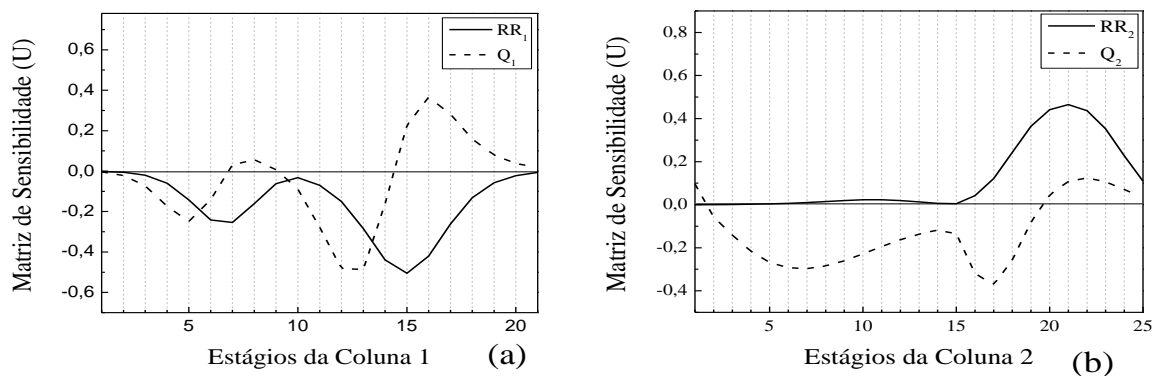 Matriz de Sensibilidade (U)
0,6
0,4
0,2
0,0
-0,2
-0,4
-0,6
RR1
Q1
5
10
15
20
Estágios da Coluna 1
(a)
Matriz de Sensibilidade (U)
0,8
0,6
0,4
0,2
0,0
-0,2
-0,4
RR2
Q2
5
10
15
20
25
Estágios da Coluna 2
(b)